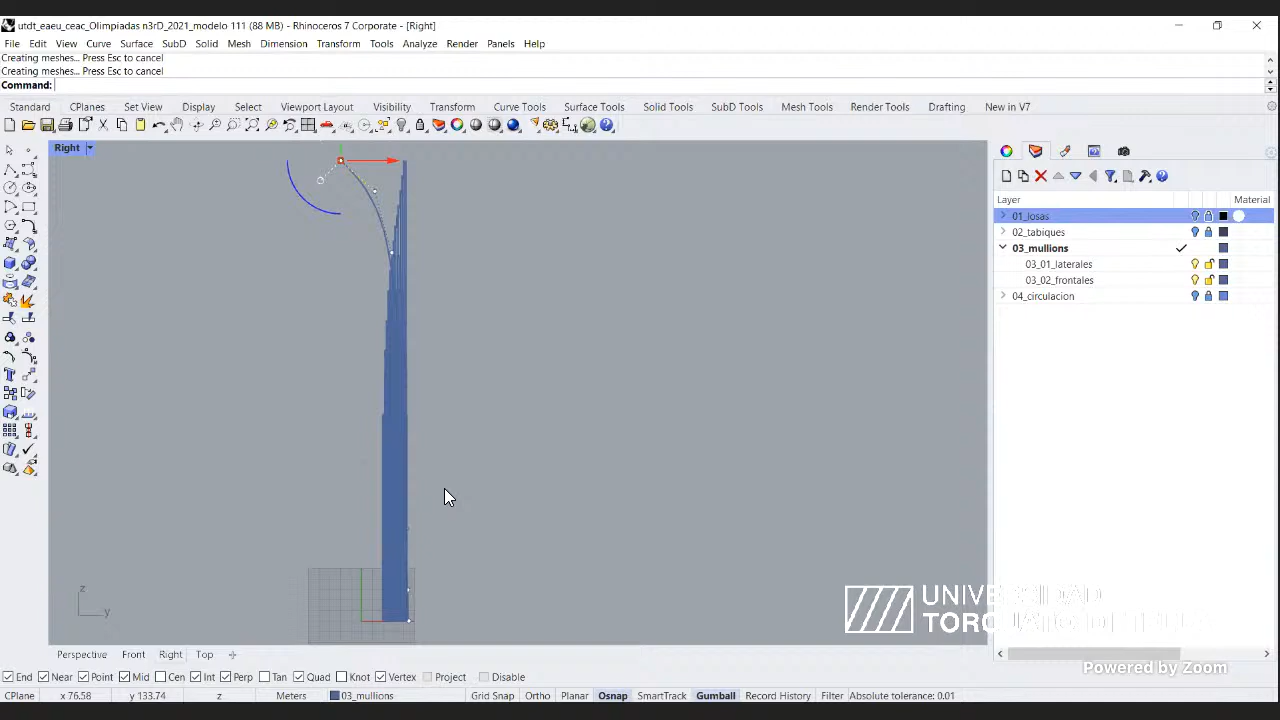 utdt_eaeu_ceac_Olimpiadas n3rD_2021_modelo 111 (88 MB) - Rhinoceros 7 Corporate - [Right]
File Edit View Curve Surface SubD Solid Mesh Dimension Transform Tools Analyze Render Panels Help
Creating meshes... Press Esc to cancel
Creating meshes... Press Esc to cancel
Command:
Standard CPlanes Set View Display Select Viewport Layout Visibility Transform Curve Tools Surface Tools Solid Tools SubD Tools Mesh Tools Render Tools Drafting New in V7
Right
Layer Material
01_losas
02_tabiques
03_mullions
03_01_laterales
03_02_frontales
04_circulacion
z
y
UNIVERSIDAD
TORCUATO DI TELLA
Powered by Zoom
Perspective Front Right Top
End Near Point Mid Cen Int Perp Tan Quad Knot Vertex Project Disable
CPlane x 76.58 y 133.74 z Meters 03_mullions Grid Snap Ortho Planar Osnap SmartTrack Gumball Record History Filter Absolute tolerance: 0.01